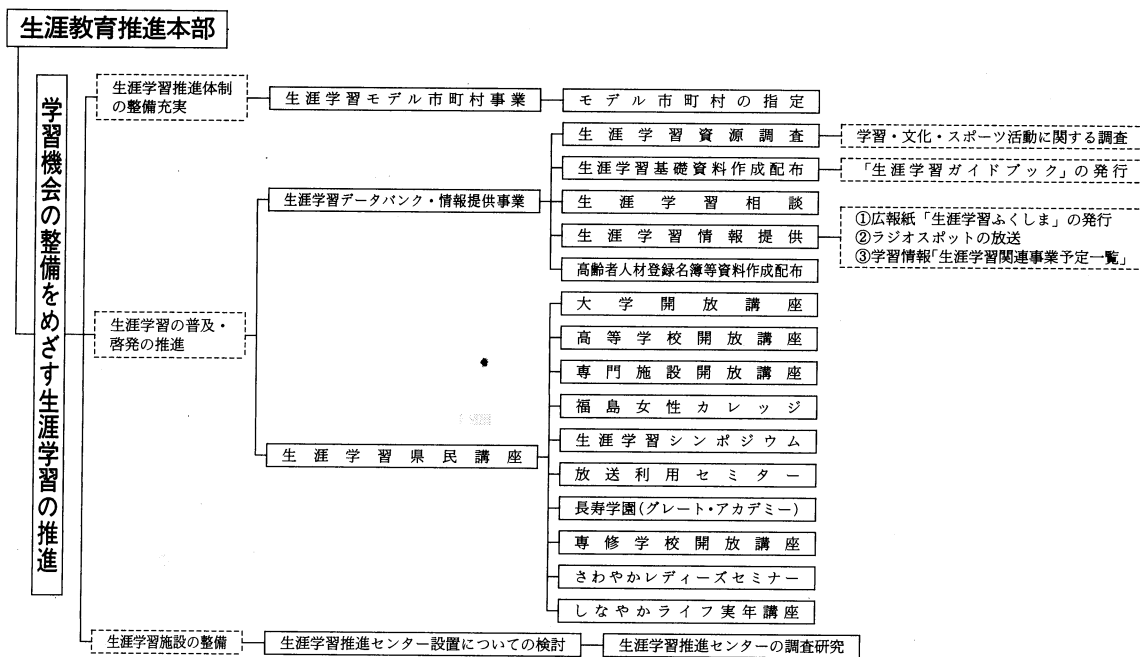 生涯教育推進本部
学習機会の整備をめざす生涯学習の推進
生涯学習推進体制
の整備充実
生涯学習モデル市町村事業
モデル市町村の指定
生涯学習データバンク・情報提供事業
生涯学習資源調査
学習・文化・スポーツ活動に関する調査
生涯学習基礎資料作成配布
「生涯学習ガイドブック」の発行
生涯学習相談
生涯学習情報提供
①広報紙「生涯学習ふくしま」の発行
②ラジオスポットの放送
③学習情報「生涯学習関連事業予定一覧」
高齢者人材登録名簿等資料作成配布
生涯学習の普及・
啓発の推進
生涯学習県民講座
大学開放講座
高等学校開放講座
専門施設開放講座
福島女性カレッジ
生涯学習シンポジウム
放送利用セミター
長寿学園(グレート・アカデミー)
専修学校開放講座
さわやかレディーズセミナー
しなやかライフ実年講座
生涯学習施設の整備
生涯学習推進センター設置についての検討
生涯学習推進センターの調査研究